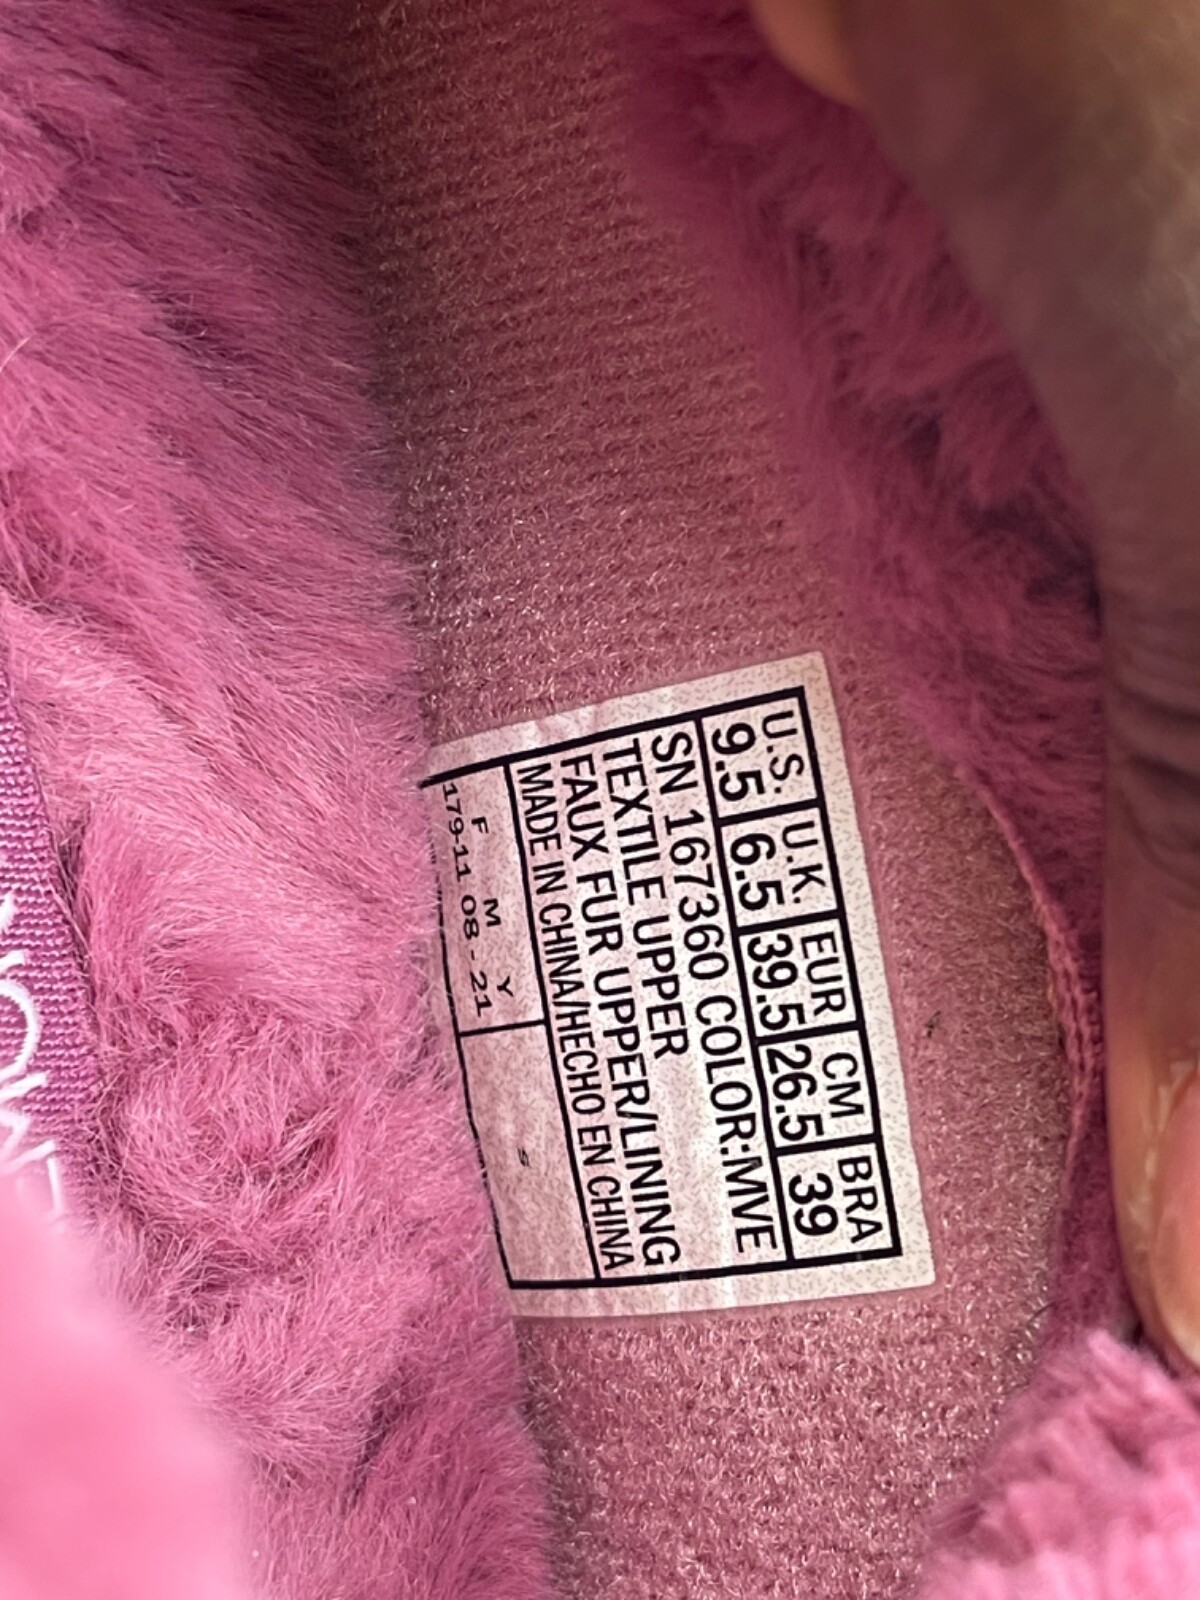 U.S. U.K. EUR CM BRA
9.5 6.5 39.5 26.5 39
SN 167360 COLOR:MVE
TEXTILE UPPER
FAUX FUR UPPER/LINING
MADE IN CHINA/HECHO EN CHINA
F M Y
179-11 08 - 21
S